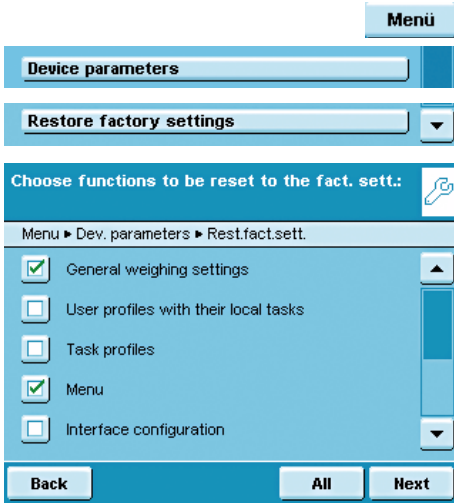 Menü
Device parameters
Restore factory settings
Choose functions to be reset to the fact. sett.:
Menu ▸ Dev. parameters ▸ Rest.fact.sett.
General weighing settings
User profiles with their local tasks
Task profiles
Menu
Interface configuration
Back All Next